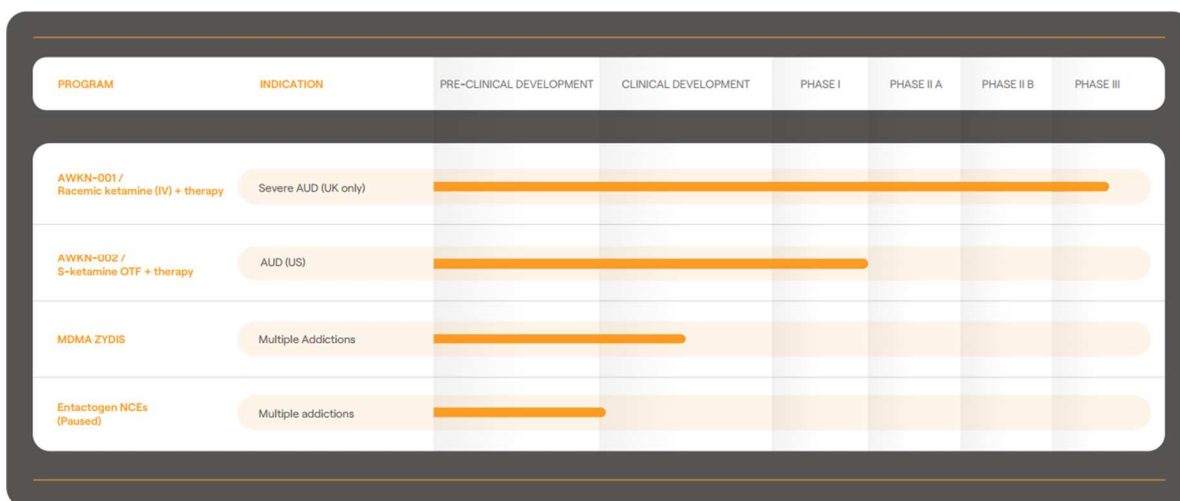 PROGRAM INDICATION PRE-CLINICAL DEVELOPMENT CLINICAL DEVELOPMENT PHASE I PHASE II A PHASE II B PHASE III
AWKN-001 /
Racemic ketamine (IV) + therapy
Severe AUD (UK only)
AWKN-002 /
S-ketamine OTF + therapy
AUD (US)
MDMA ZYDIS
Multiple Addictions
Entactogen NCEs
(Paused)
Multiple addictions